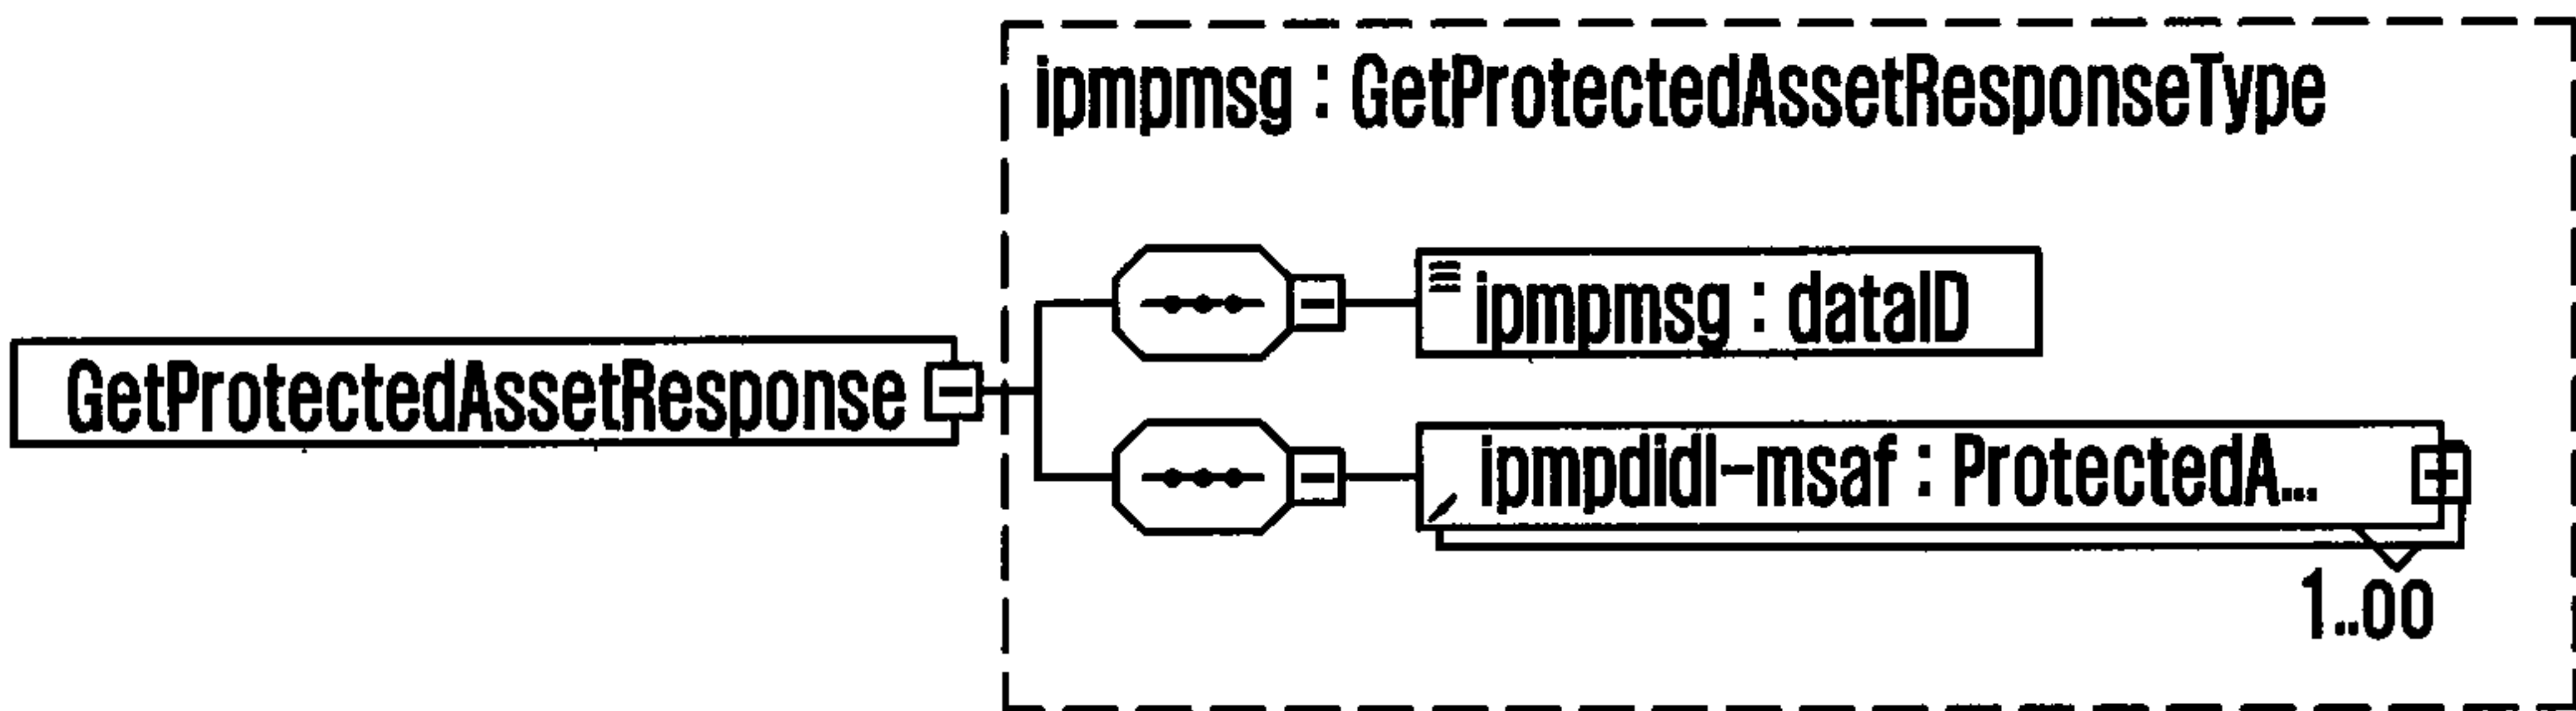 ipmpmsg : GetProtectedAssetResponseType
ipmpmsg : dataID
GetProtectedAssetResponse
ipmpdidl-msaf : ProtectedA...
1..00